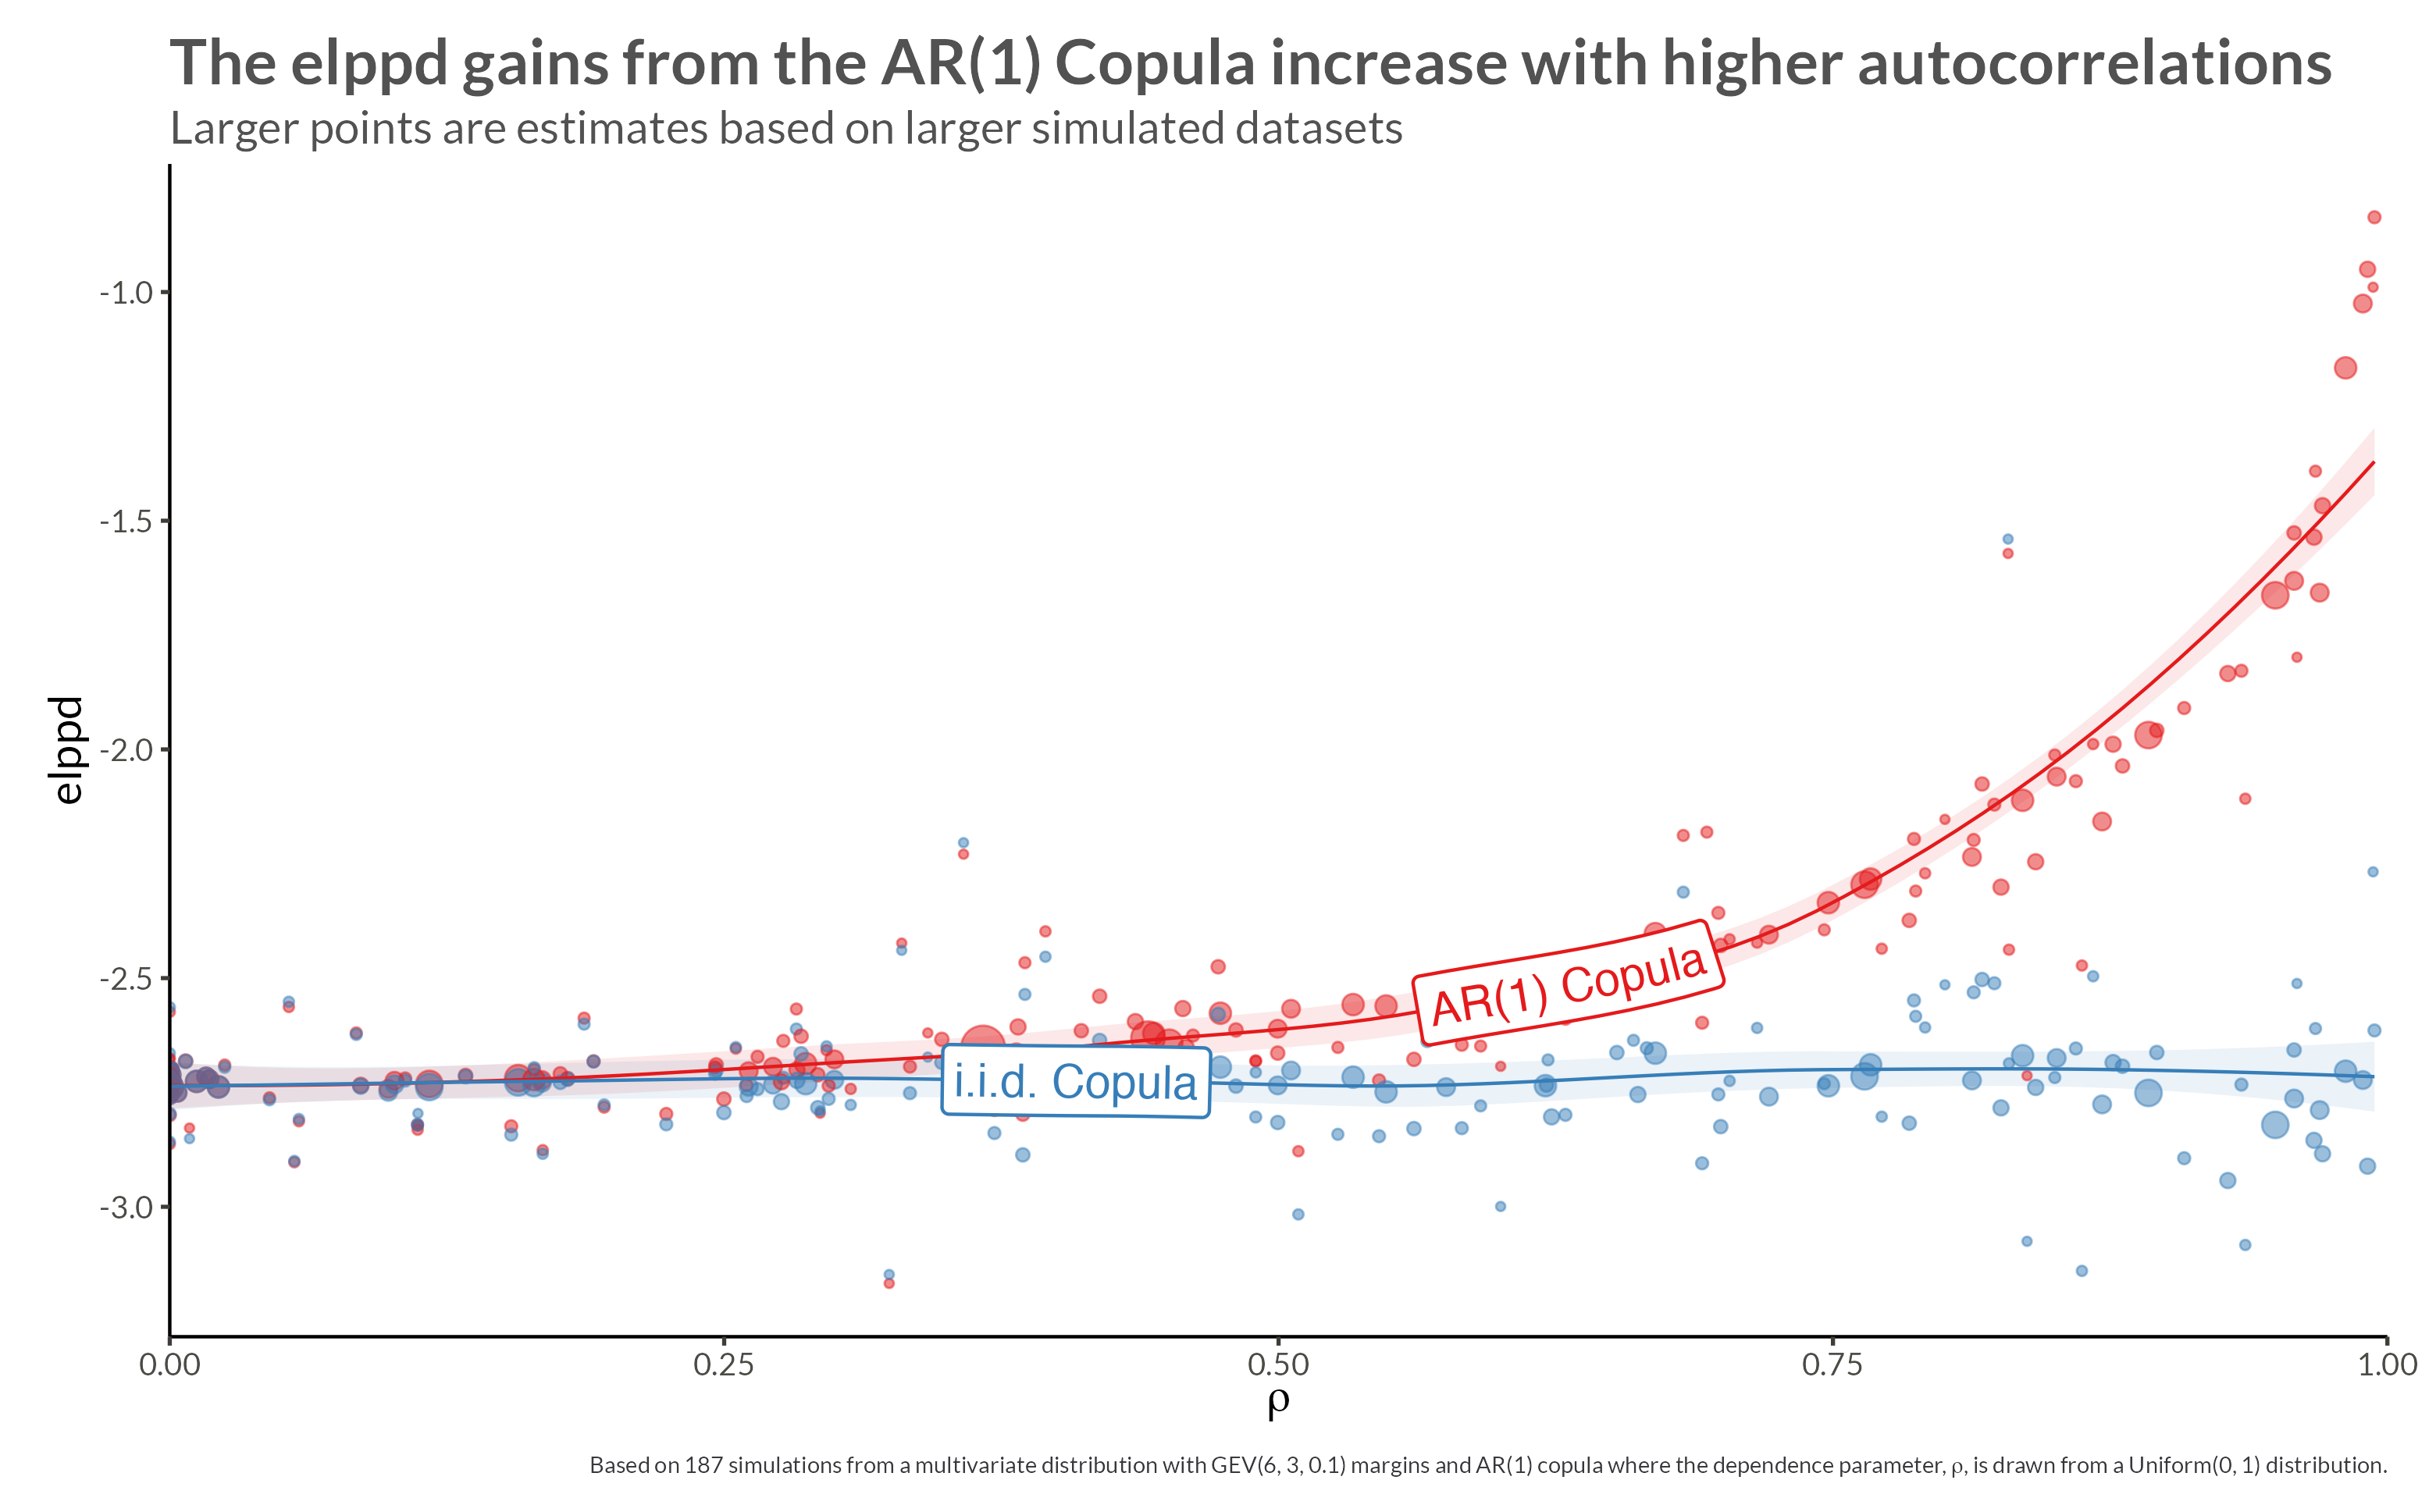 The elppd gains from the AR(1) Copula increase with higher autocorrelations
Larger points are estimates based on larger simulated datasets
-1.0
-1.5
-2.0
-2.5
-3.0
elppd
AR(1) Copula
i.i.d. Copula
0.00
0.25
0.50
0.75
1.00
ρ
Based on 187 simulations from a multivariate distribution with GEV(6, 3, 0.1) margins and AR(1) copula where the dependence parameter, ρ, is drawn from a Uniform(0, 1) distribution.